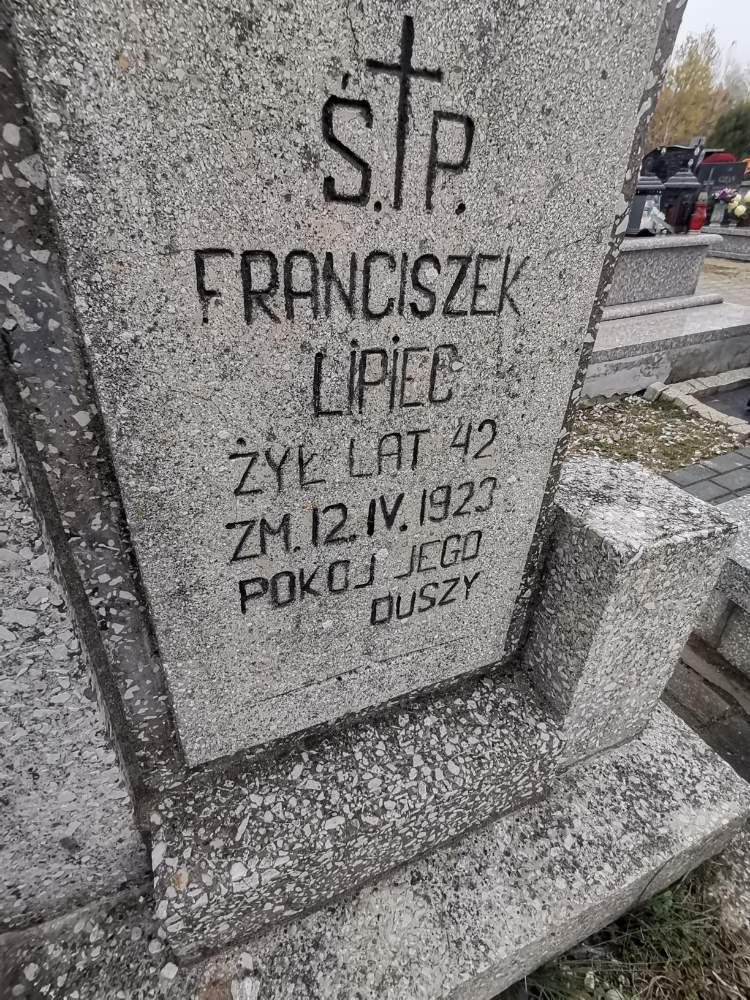 Ś.†P.
FRANCISZEK
LIPIEC
ŻYŁ LAT 42
ZM. 12. IV. 1923
POKOJ JEGO
DUSZY